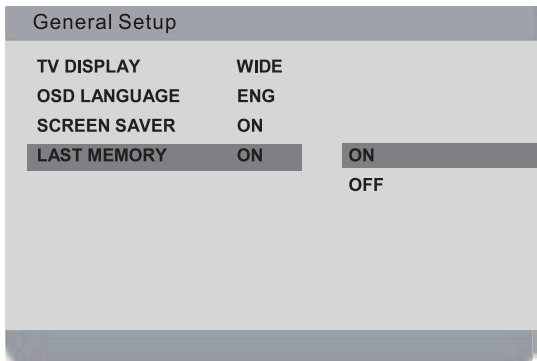 General Setup
TV DISPLAY WIDE
OSD LANGUAGE ENG
SCREEN SAVER ON
LAST MEMORY ON ON
OFF